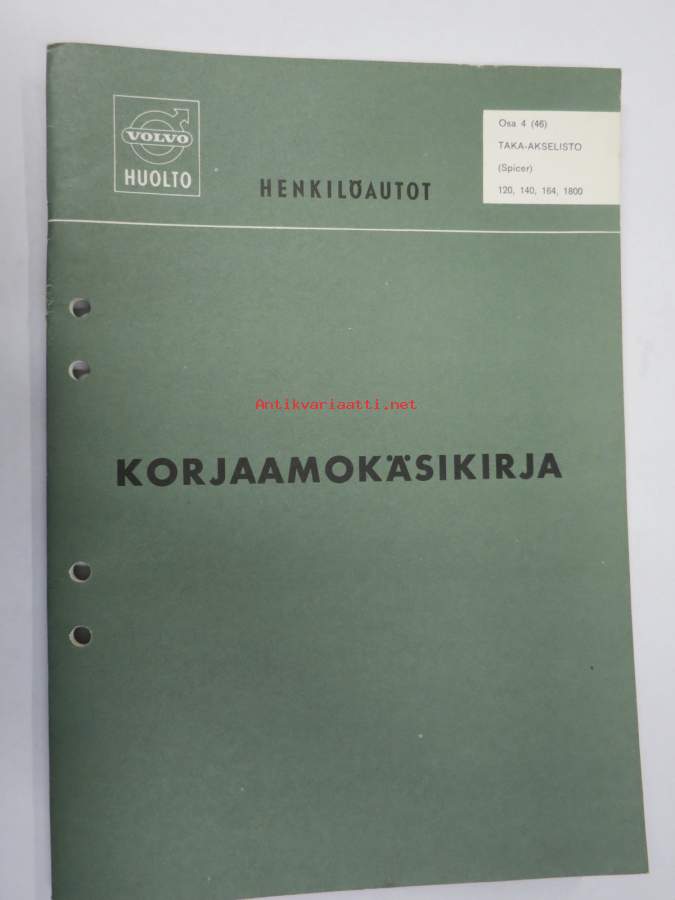 VOLVO
HUOLTO
HENKILÖAUTOT
Osa 4 (46)
TAKA-AKSELISTO
(Spicer)
120, 140, 164, 1800
Antikvariaatti.net
KORJAAMOKÄSIKIRJA